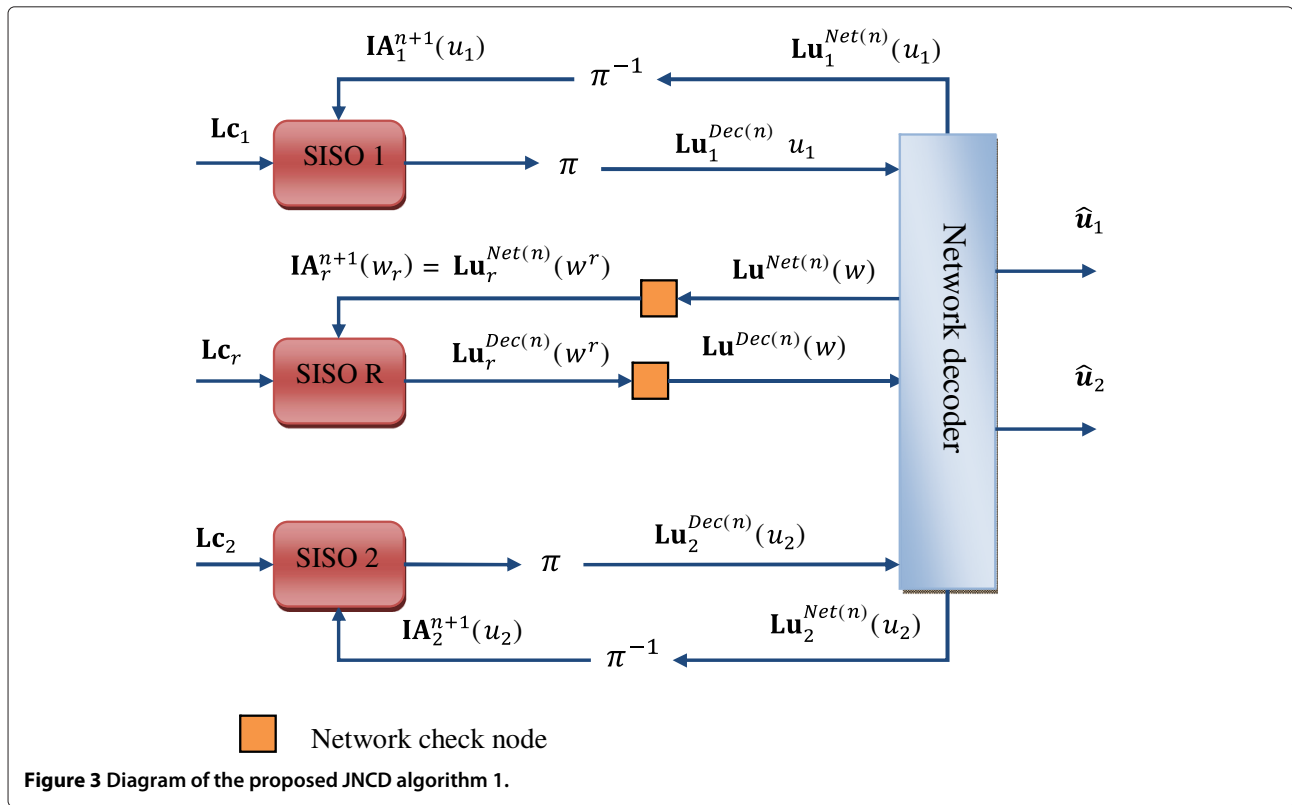 IA₁ⁿ⁺¹(u₁)
π⁻¹
Lu₁^Net(n)(u₁)
Lc₁
SISO 1
π
Lu₁^Dec(n) u₁
Network decoder
û₁
IAᵣⁿ⁺¹(wᵣ) = Luᵣ^Net(n)(wʳ)
Lu^Net(n)(w)
Lcᵣ
SISO R
Luᵣ^Dec(n)(wʳ)
Lu^Dec(n)(w)
û₂
Lc₂
SISO 2
π
Lu₂^Dec(n)(u₂)
IA₂ⁿ⁺¹(u₂)
π⁻¹
Lu₂^Net(n)(u₂)
Network check node
Figure 3 Diagram of the proposed JNCD algorithm 1.